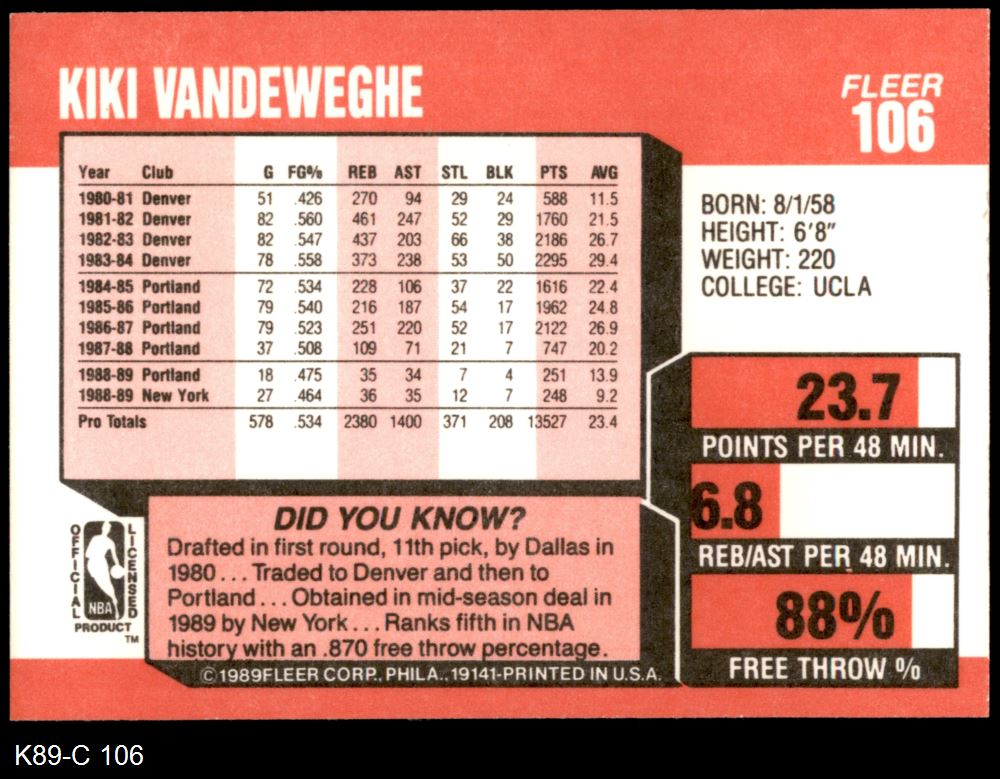 KIKI VANDEWEGHE
FLEER
106
Year Club G FG% REB AST STL BLK PTS AVG
1980-81 Denver 51 .426 270 94 29 24 588 11.5
1981-82 Denver 82 .560 461 247 52 29 1760 21.5
1982-83 Denver 82 .547 437 203 66 38 2186 26.7
1983-84 Denver 78 .558 373 238 53 50 2295 29.4
1984-85 Portland 72 .534 228 106 37 22 1616 22.4
1985-86 Portland 79 .540 216 187 54 17 1962 24.8
1986-87 Portland 79 .523 251 220 52 17 2122 26.9
1987-88 Portland 37 .508 109 71 21 7 747 20.2
1988-89 Portland 18 .475 35 34 7 4 251 13.9
1988-89 New York 27 .464 36 35 12 7 248 9.2
Pro Totals 578 .534 2380 1400 371 208 13527 23.4
BORN: 8/1/58
HEIGHT: 6'8"
WEIGHT: 220
COLLEGE: UCLA
23.7
POINTS PER 48 MIN.
6.8
REB/AST PER 48 MIN.
88%
FREE THROW %
OFFICIAL
LICENSED
NBA
PRODUCT
TM
DID YOU KNOW?
Drafted in first round, 11th pick, by Dallas in
1980 . . . Traded to Denver and then to
Portland . . . Obtained in mid-season deal in
1989 by New York . . . Ranks fifth in NBA
history with an .870 free throw percentage.
©1989FLEER CORP., PHILA., 19141-PRINTED IN U.S.A.
K89-C 106